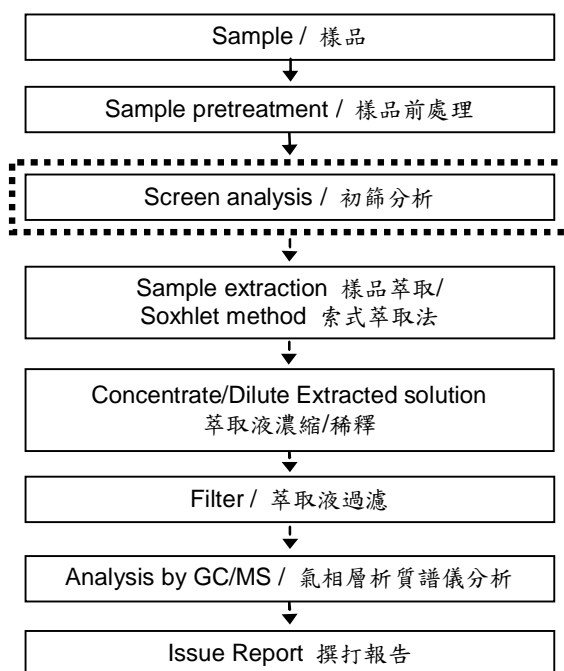 Sample / 樣品
Sample pretreatment / 樣品前處理
Screen analysis / 初篩分析
Sample extraction 樣品萃取/
Soxhlet method 索式萃取法
Concentrate/Dilute Extracted solution
萃取液濃縮/稀釋
Filter / 萃取液過濾
Analysis by GC/MS / 氣相層析質譜儀分析
Issue Report 撰打報告